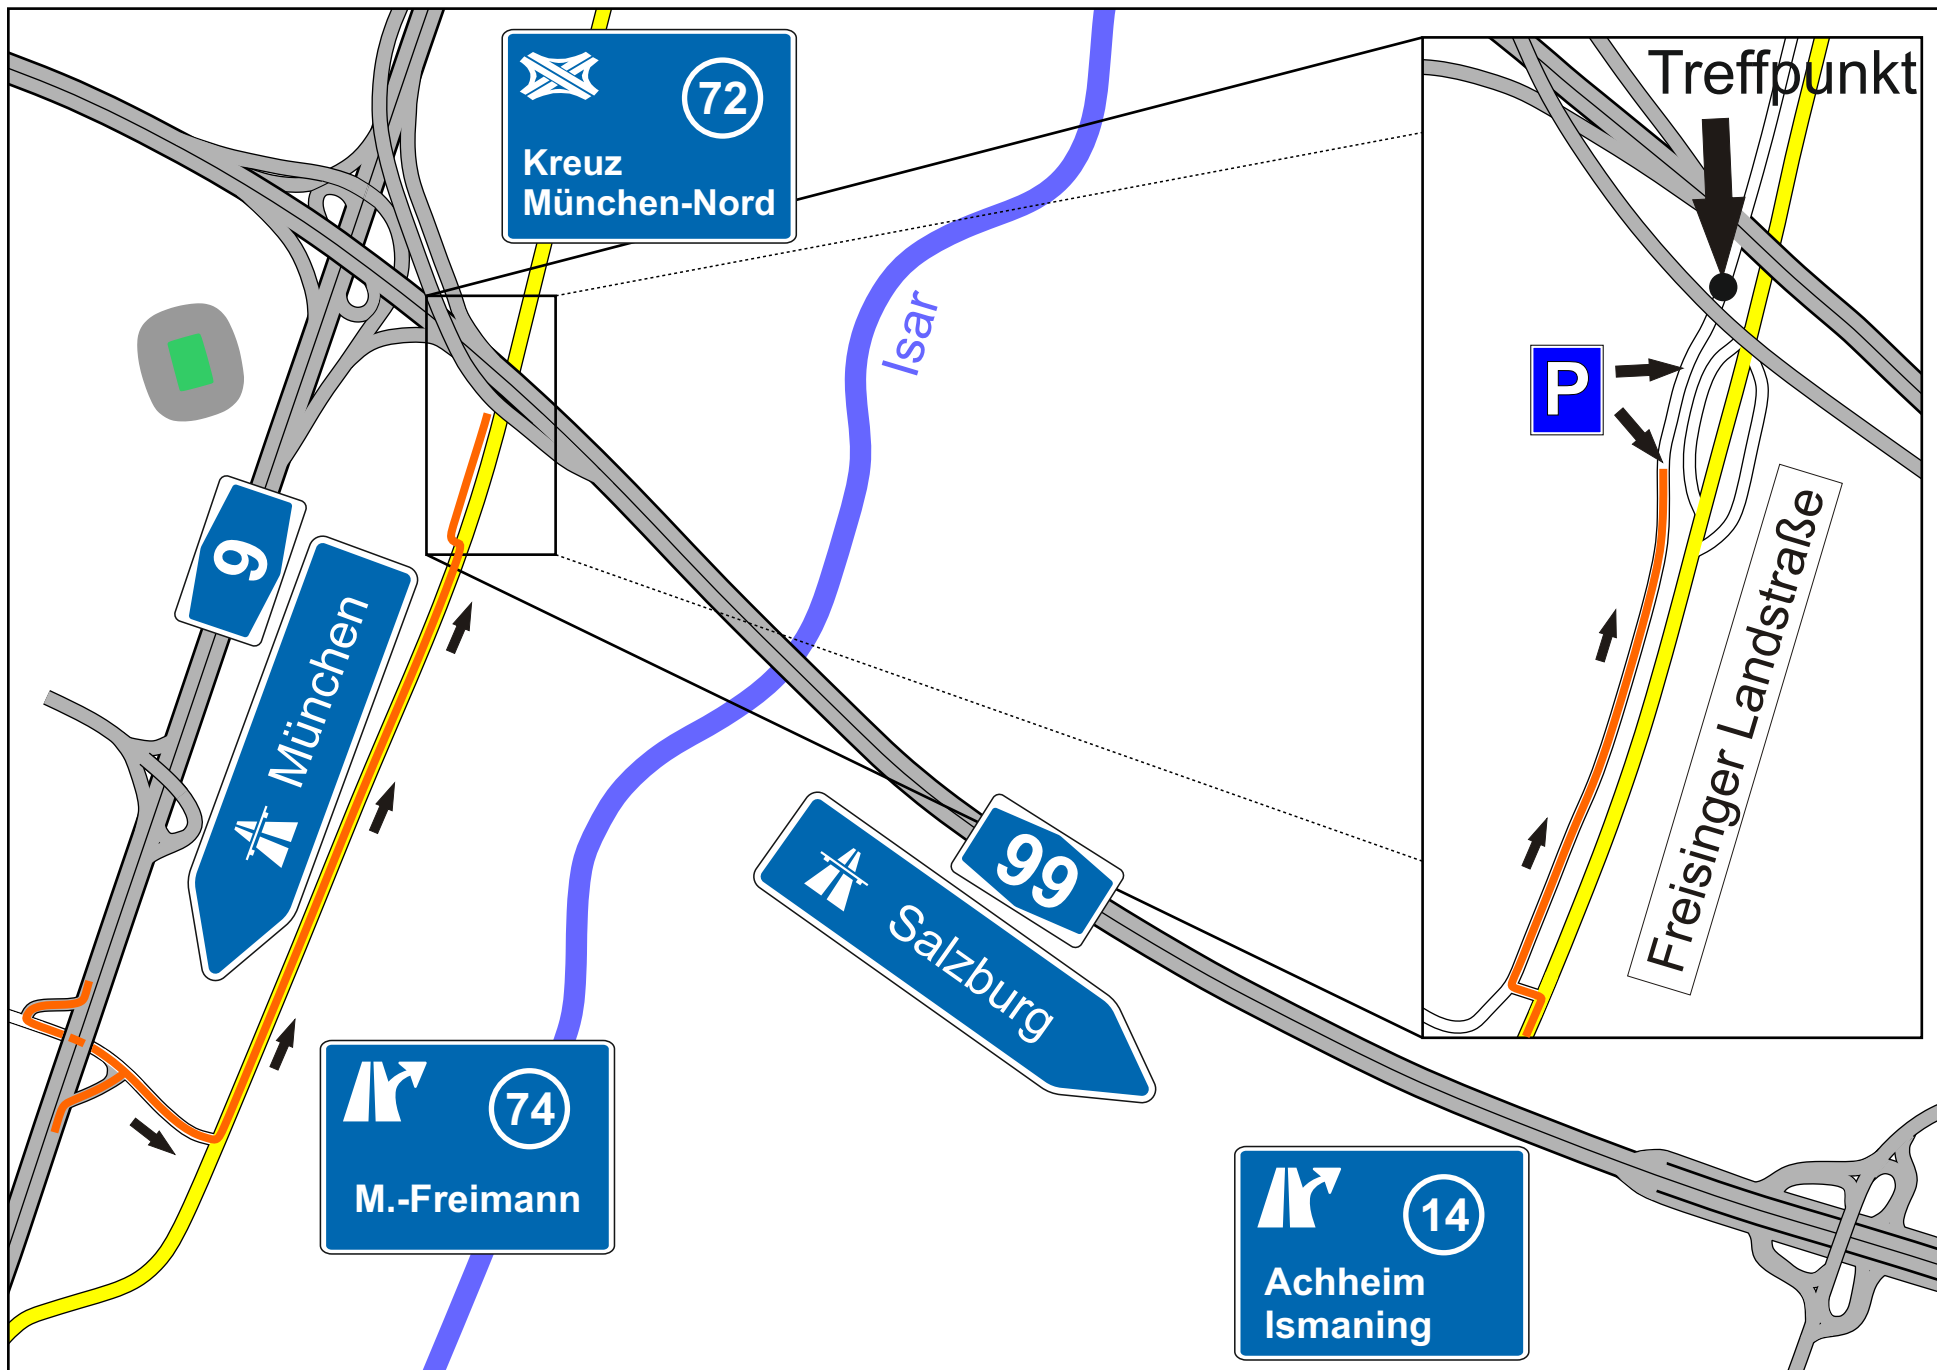 72
Kreuz
München-Nord
Treffpunkt
P
Isar
9
München
Freisinger Landstraße
99
Salzburg
74
M.-Freimann
14
Achheim
Ismaning